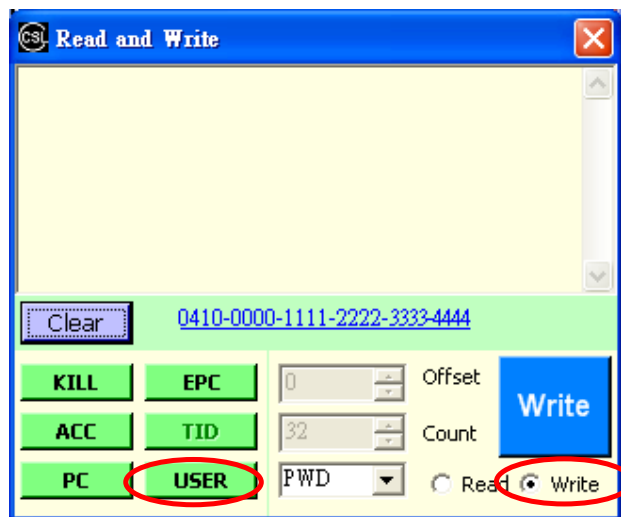 CSL Read and Write
Clear 0410-0000-1111-2222-3333-4444
KILL EPC 0 Offset Write
ACC TID 32 Count
PC USER PWD Read Write